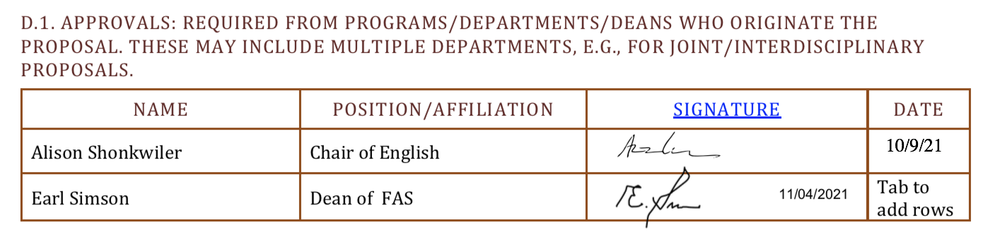 D.1. APPROVALS: REQUIRED FROM PROGRAMS/DEPARTMENTS/DEANS WHO ORIGINATE THE
PROPOSAL. THESE MAY INCLUDE MULTIPLE DEPARTMENTS, E.G., FOR JOINT/INTERDISCIPLINARY
PROPOSALS.
NAME POSITION/AFFILIATION SIGNATURE DATE
Alison Shonkwiler Chair of English 10/9/21
Earl Simson Dean of FAS 11/04/2021 Tab to
add rows